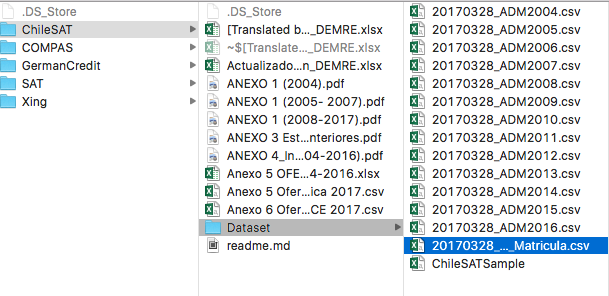 .DS_Store
ChileSAT
COMPAS
GermanCredit
SAT
Xing
.DS_Store
[Translated b..._DEMRE.xlsx
~$[Translate..._DEMRE.xlsx
Actualizado...n_DEMRE.xlsx
ANEXO 1 (2004).pdf
ANEXO 1 (2005- 2007).pdf
ANEXO 1 (2008-2017).pdf
ANEXO 3 Est...nteriores.pdf
ANEXO 4_In...04-2016).pdf
Anexo 5 OFE...4-2016.xlsx
Anexo 5 Ofer...ica 2017.csv
Anexo 6 Ofer...CE 2017.csv
Dataset
readme.md
20170328_ADM2004.csv
20170328_ADM2005.csv
20170328_ADM2006.csv
20170328_ADM2007.csv
20170328_ADM2008.csv
20170328_ADM2009.csv
20170328_ADM2010.csv
20170328_ADM2011.csv
20170328_ADM2012.csv
20170328_ADM2013.csv
20170328_ADM2014.csv
20170328_ADM2015.csv
20170328_ADM2016.csv
20170328_..._Matricula.csv
ChileSATSample